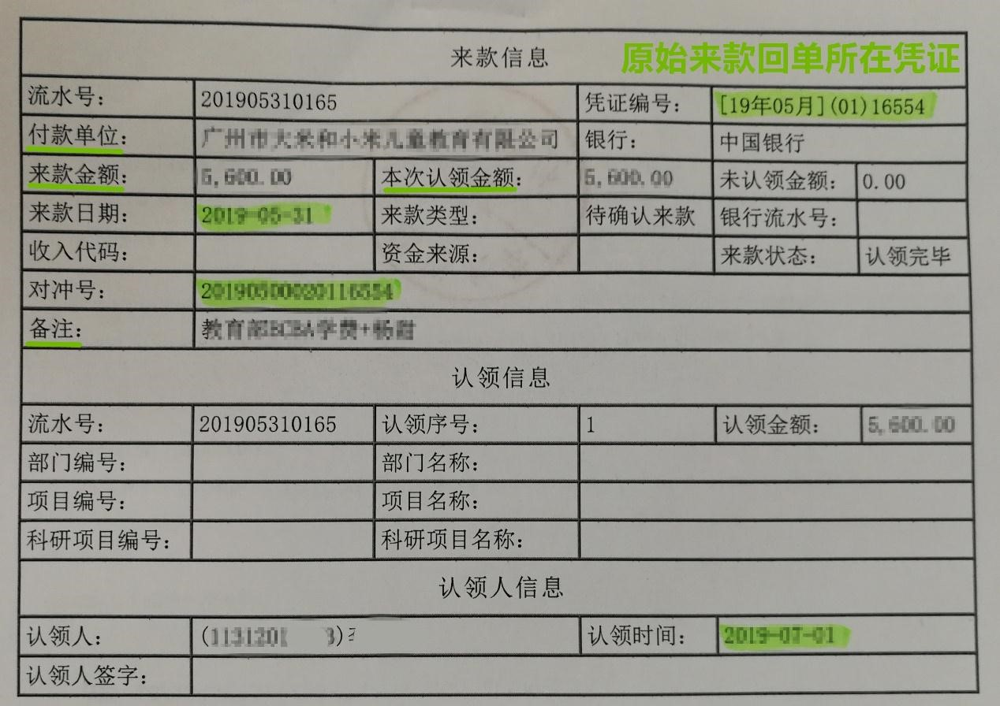 来款信息 原始来款回单所在凭证
流水号: 201905310165 凭证编号: [19年05月](01)16554
付款单位: 广州市大米和小米儿童教育有限公司 银行: 中国银行
来款金额: 5,600.00 本次认领金额: 5,600.00 未认领金额: 0.00
来款日期: 2019-05-31 来款类型: 待确认来款 银行流水号:
收入代码: 资金来源: 来款状态: 认领完毕
对冲号: 20190500020116554
备注: 教育部BCBA学费+
认领信息
流水号: 201905310165 认领序号: 1 认领金额: 5,600.00
部门编号: 部门名称:
项目编号: 项目名称:
科研项目编号: 科研项目名称:
认领人信息
认领人: 认领时间: 2019-07-01
认领人签字: